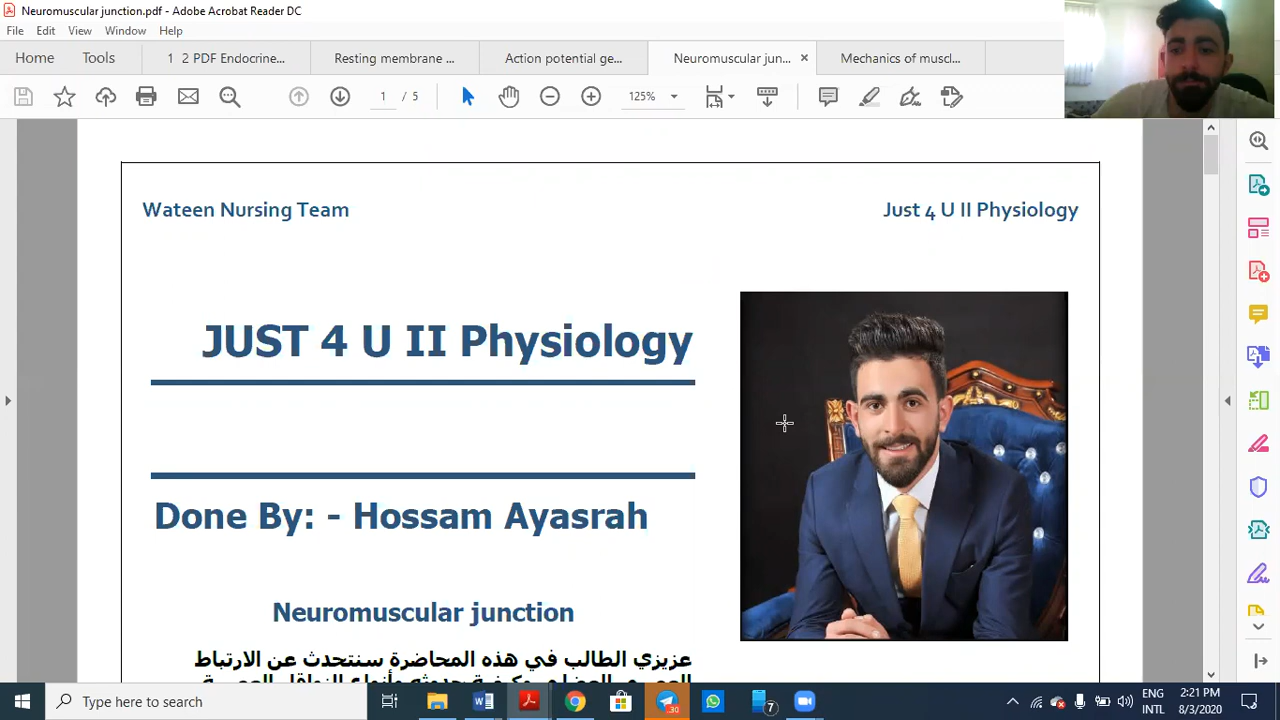 Neuromuscular junction.pdf - Adobe Acrobat Reader DC
File Edit View Window Help
Home Tools 1 2 PDF Endocrine... Resting membrane ... Action potential ge... Neuromuscular jun... Mechanics of muscl...
1 / 5 125%
Wateen Nursing Team Just 4 U II Physiology
JUST 4 U II Physiology
Done By: - Hossam Ayasrah
Neuromuscular junction
عزيزي الطالب في هذه المحاضرة سنتحدث عن الارتباط
Type here to search 30 7 ENG 2:21 PM
INTL 8/3/2020